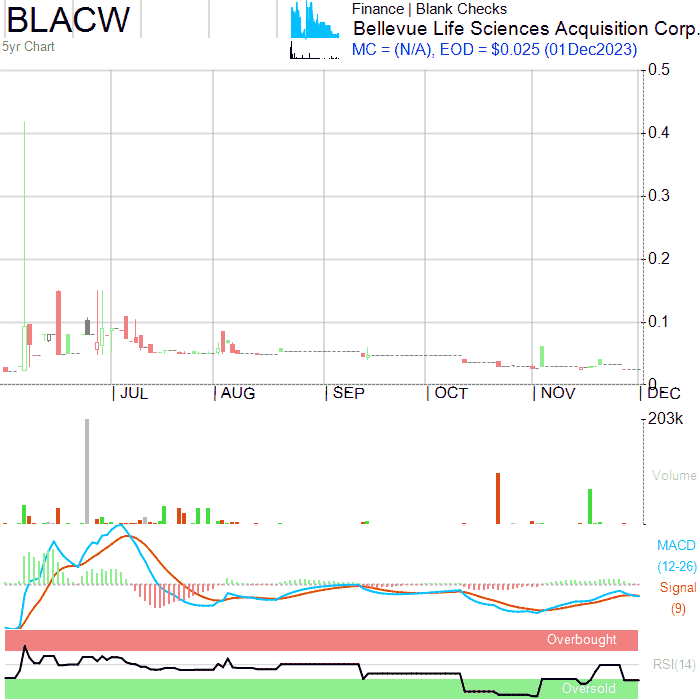 BLACW
5yr Chart
Finance | Blank Checks
Bellevue Life Sciences Acquisition Corp.
MC = (N/A), EOD = $0.025 (01Dec2023)
0.5
0.4
0.3
0.2
0.1
0
JUL AUG SEP OCT NOV DEC
203k
Volume
MACD
(12-26)
Signal
(9)
Overbought
RSI(14)
Oversold